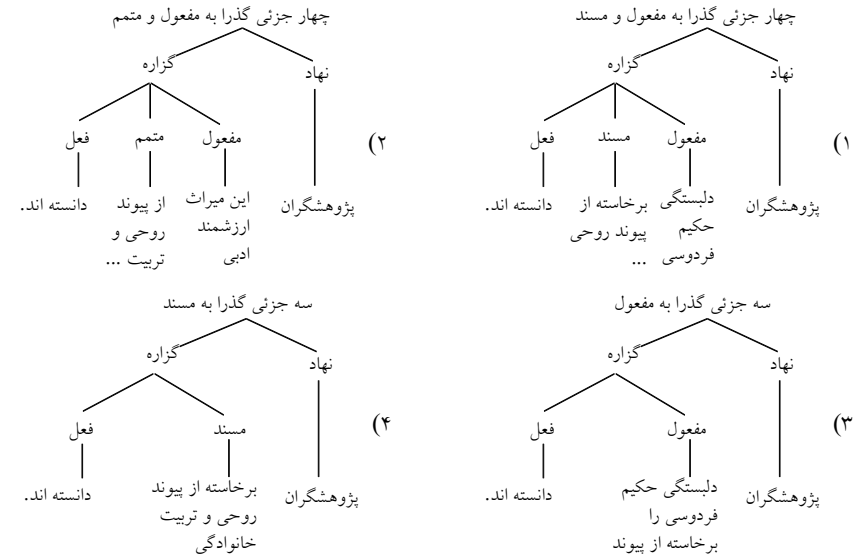 چهار جزئی گذرا به مفعول و مسند
گزاره
نهاد
مفعول
مسند
فعل
۱)
دلبستگی حکیم فردوسی
برخاسته از پیوند روحی ...
دانسته اند.
پژوهشگران
چهار جزئی گذرا به مفعول و متمم
گزاره
نهاد
مفعول
متمم
فعل
۲)
این میراث ارزشمند ادبی
از پیوند روحی و تربیت ...
دانسته اند.
پژوهشگران
سه جزئی گذرا به مفعول
گزاره
نهاد
مفعول
فعل
۳)
دلبستگی حکیم
فردوسی را
برخاسته از پیوند
دانسته اند.
پژوهشگران
سه جزئی گذرا به مسند
گزاره
نهاد
مسند
فعل
۴)
برخاسته از پیوند
روحی و تربیت
خانوادگی
دانسته اند.
پژوهشگران